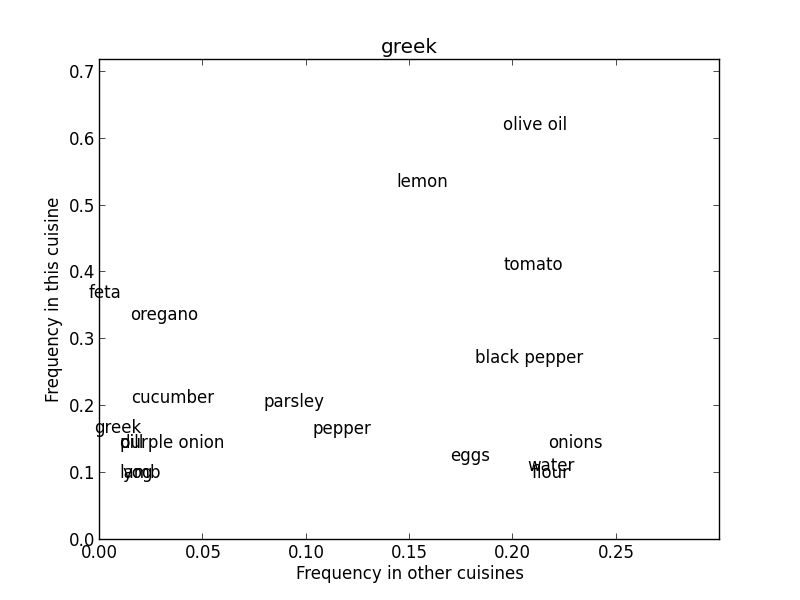 greek
0.7
0.6
0.5
0.4
0.3
0.2
0.1
0.0
Frequency in this cuisine
olive oil
lemon
tomato
feta
oregano
black pepper
cucumber
parsley
greek
pepper
dill
purple onion
onions
eggs
water
flour
lamb
0.00
0.05
0.10
0.15
0.20
0.25
Frequency in other cuisines